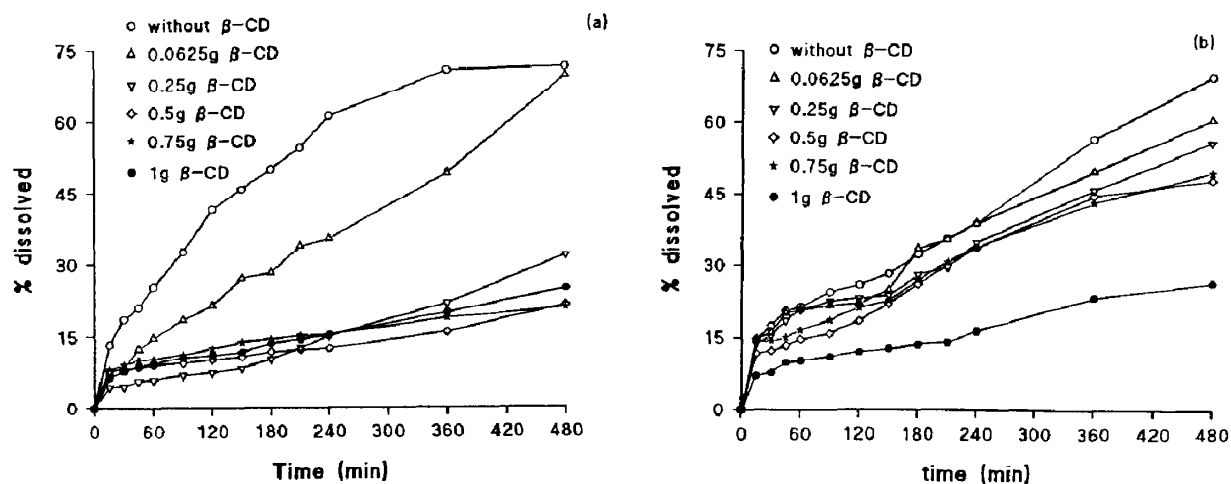 (a)
without β-CD
0.0625g β-CD
0.25g β-CD
0.5g β-CD
0.75g β-CD
1g β-CD
75
60
45
30
15
0
% dissolved
0 60 120 180 240 300 360 420 480
Time (min)
(b)
without β-CD
0.0625g β-CD
0.25g β-CD
0.5g β-CD
0.75g β-CD
1g β-CD
75
60
45
30
15
0
% dissolved
0 60 120 180 240 300 360 420 480
time (min)